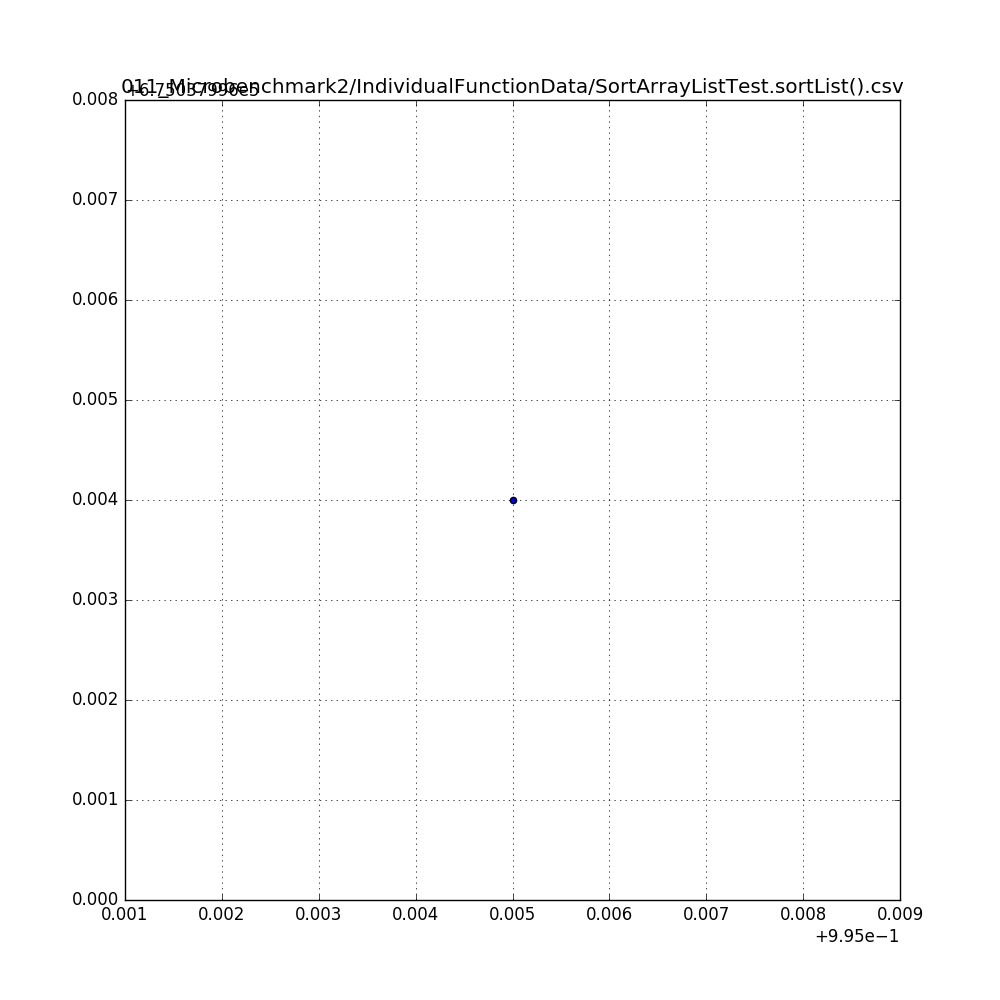 011_Microbenchmark2/IndividualFunctionData/SortArrayListTest.sortList().csv
+6.75037996e5
0.008
0.007
0.006
0.005
0.004
0.003
0.002
0.001
0.000
0.001 0.002 0.003 0.004 0.005 0.006 0.007 0.008 0.009
+9.95e−1